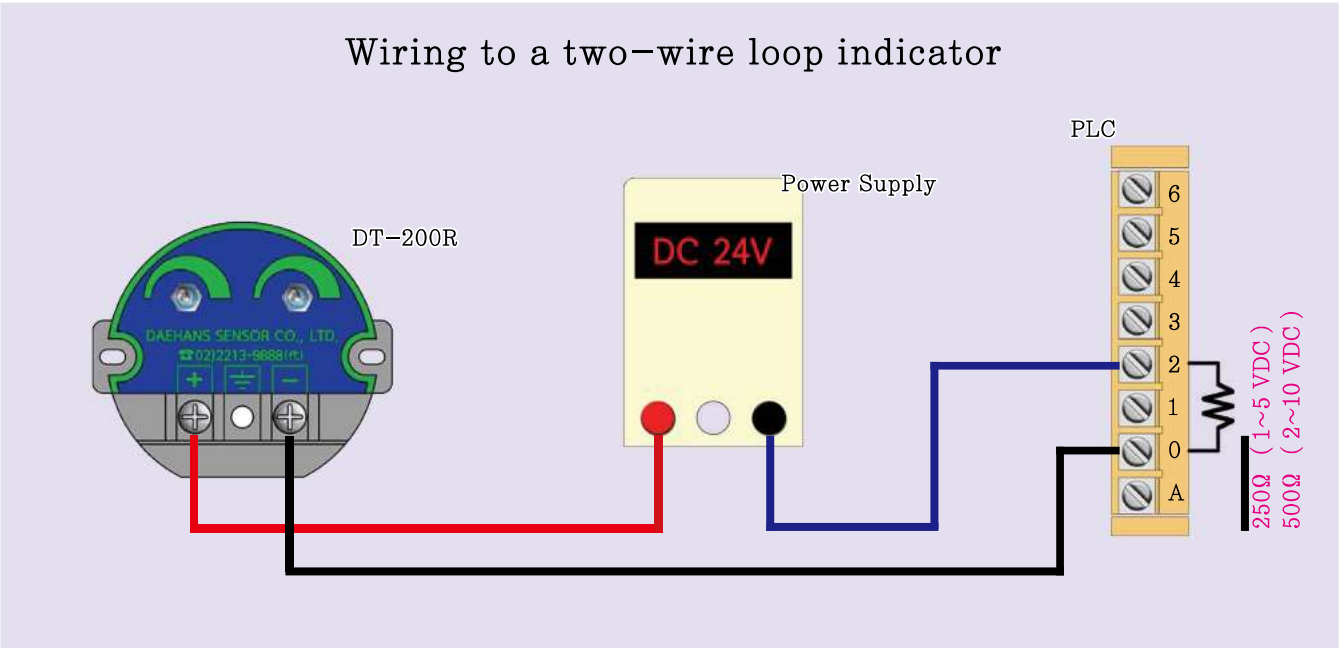 Wiring to a two-wire loop indicator
PLC
Power Supply
DT-200R
DC 24V
DAEHANS SENSOR CO., LTD.
☎02)2213-9888(rt)
+ −
6
5
4
3
2
1
0
A
250Ω ( 1~5 VDC )
500Ω ( 2~10 VDC )